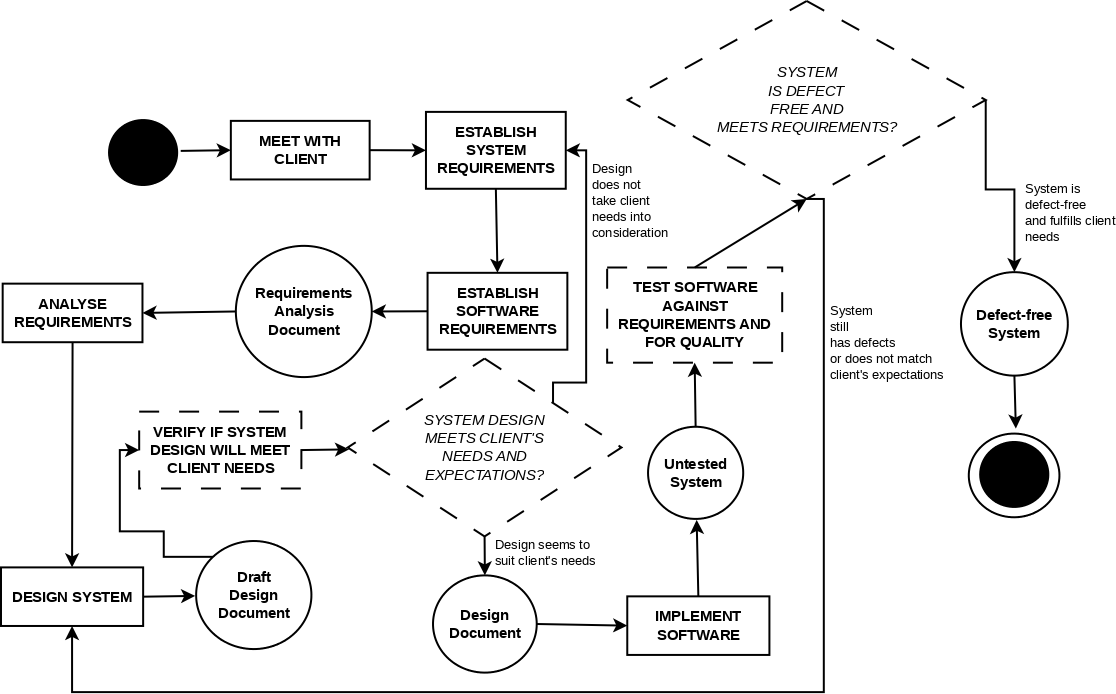 MEET WITH
CLIENT
ESTABLISH
SYSTEM
REQUIREMENTS
ESTABLISH
SOFTWARE
REQUIREMENTS
Requirements
Analysis
Document
ANALYSE
REQUIREMENTS
DESIGN SYSTEM
Draft
Design
Document
VERIFY IF SYSTEM
DESIGN WILL MEET
CLIENT NEEDS
SYSTEM DESIGN
MEETS CLIENT'S
NEEDS AND
EXPECTATIONS?
Design
does not
take client
needs into
consideration
Design seems to
suit client's needs
Design
Document
IMPLEMENT
SOFTWARE
Untested
System
TEST SOFTWARE
AGAINST
REQUIREMENTS AND
FOR QUALITY
SYSTEM
IS DEFECT
FREE AND
MEETS REQUIREMENTS?
System
still
has defects
or does not match
client's expectations
System is
defect-free
and fulfills client
needs
Defect-free
System